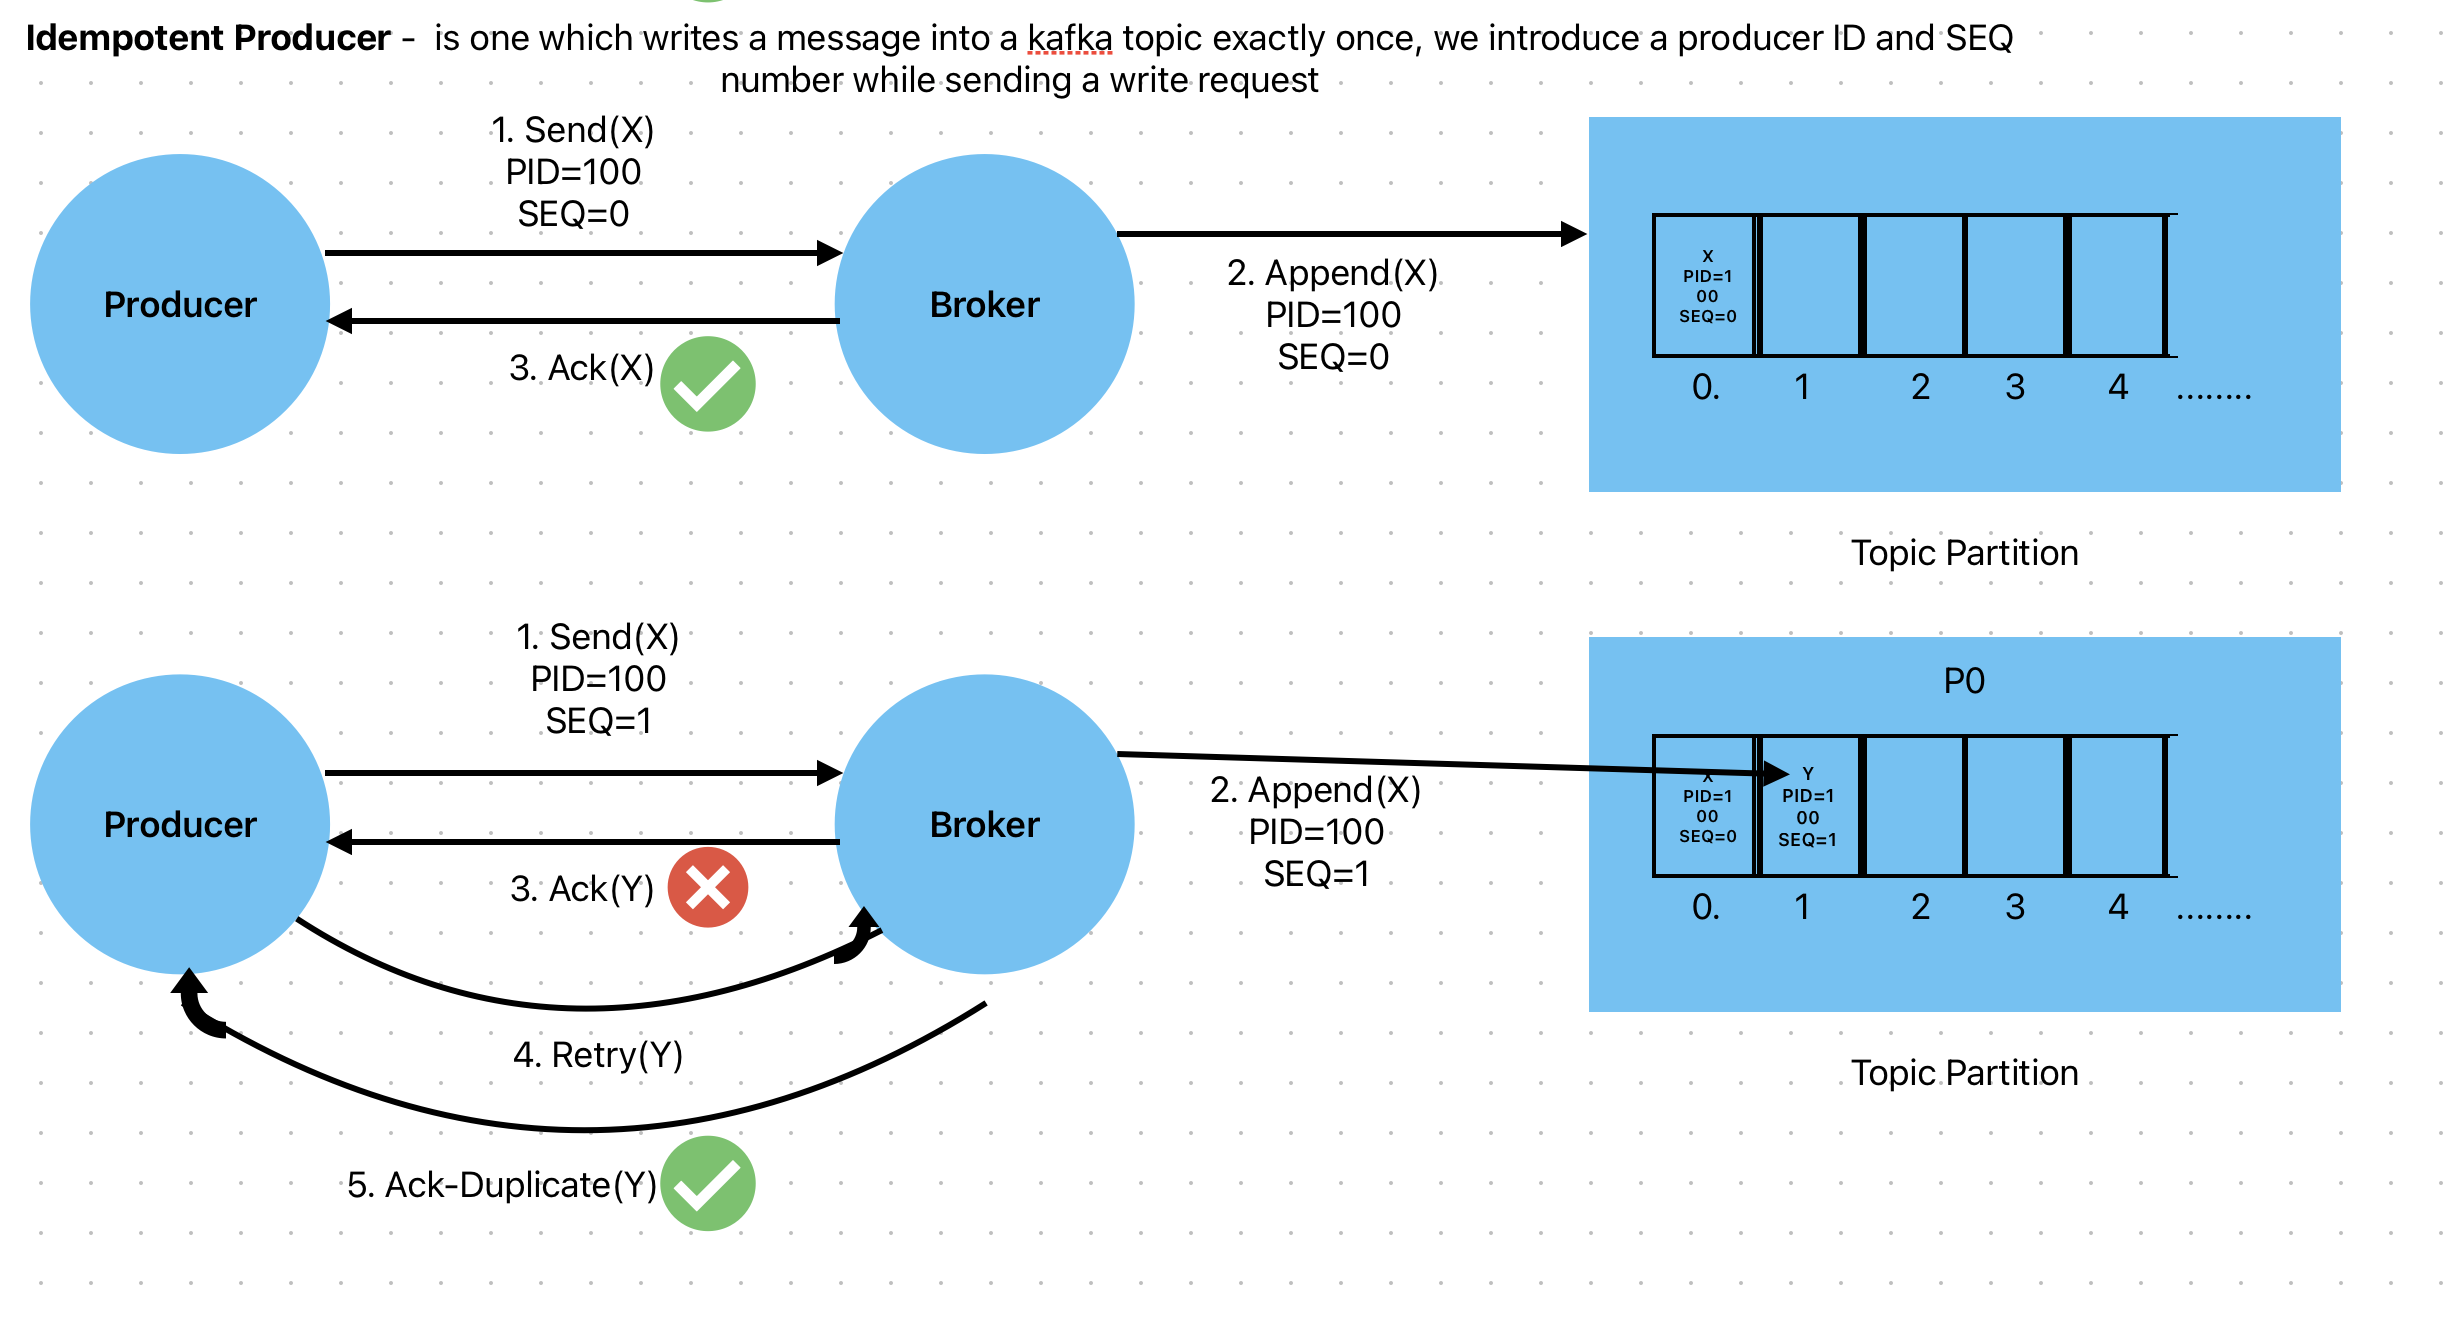 Idempotent Producer - is one which writes a message into a kafka topic exactly once, we introduce a producer ID and SEQ
number while sending a write request
1. Send(X)
PID=100
SEQ=0
Producer
Broker
3. Ack(X)
2. Append(X)
PID=100
SEQ=0
X
PID=1
00
SEQ=0
0.
1
2
3
4
........
Topic Partition
1. Send(X)
PID=100
SEQ=1
Producer
Broker
3. Ack(Y)
2. Append(X)
PID=100
SEQ=1
P0
X
PID=1
00
SEQ=0
Y
PID=1
00
SEQ=1
0.
1
2
3
4
........
Topic Partition
4. Retry(Y)
5. Ack-Duplicate(Y)